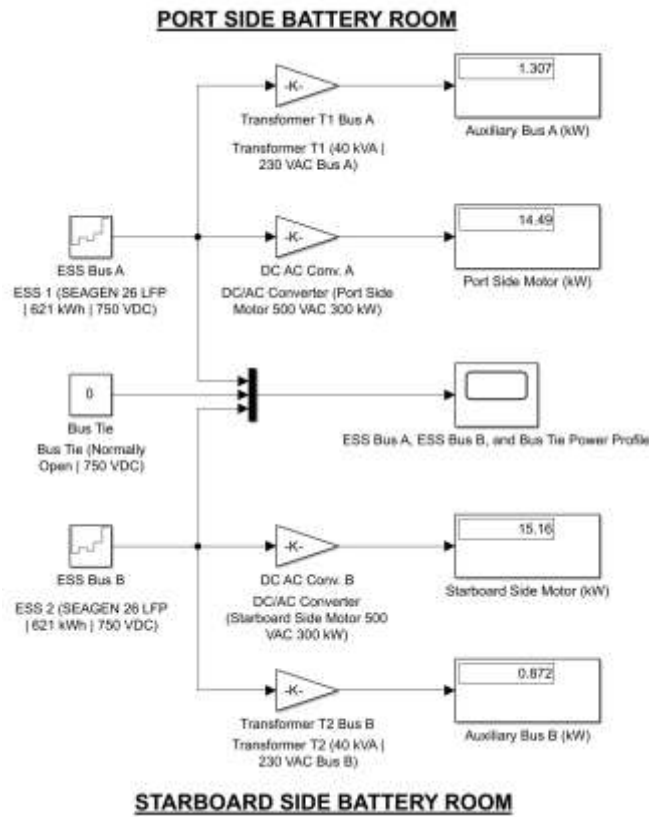 PORT SIDE BATTERY ROOM
-K-
1.307
Transformer T1 Bus A
Auxiliary Bus A (kW)
Transformer T1 (40 kVA |
230 VAC Bus A)
-K-
14.49
ESS Bus A
DC AC Conv. A
Port Side Motor (kW)
ESS 1 (SEAGEN 26 LFP
| 621 kWh | 750 VDC)
DC/AC Converter (Port Side
Motor 500 VAC 300 kW)
0
Bus Tie
Bus Tie (Normally
Open | 750 VDC)
ESS Bus A, ESS Bus B, and Bus Tie Power Profile
-K-
15.16
ESS Bus B
DC AC Conv. B
Starboard Side Motor (kW)
ESS 2 (SEAGEN 26 LFP
| 621 kWh | 750 VDC)
DC/AC Converter
(Starboard Side Motor 500
VAC 300 kW)
-K-
0.872
Transformer T2 Bus B
Auxiliary Bus B (kW)
Transformer T2 (40 kVA |
230 VAC Bus B)
STARBOARD SIDE BATTERY ROOM